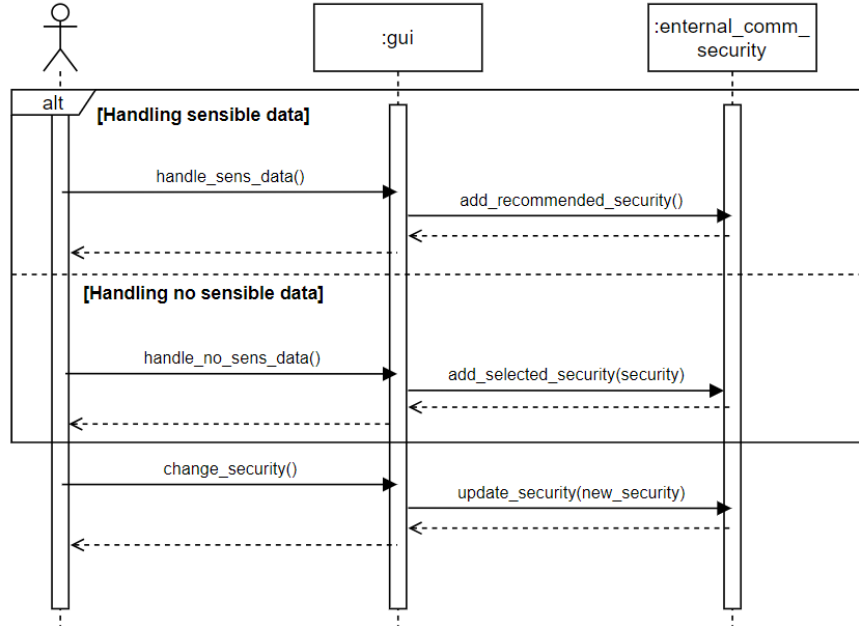 :gui
:enternal_comm_
security
alt
[Handling sensible data]
handle_sens_data()
add_recommended_security()
[Handling no sensible data]
handle_no_sens_data()
add_selected_security(security)
change_security()
update_security(new_security)